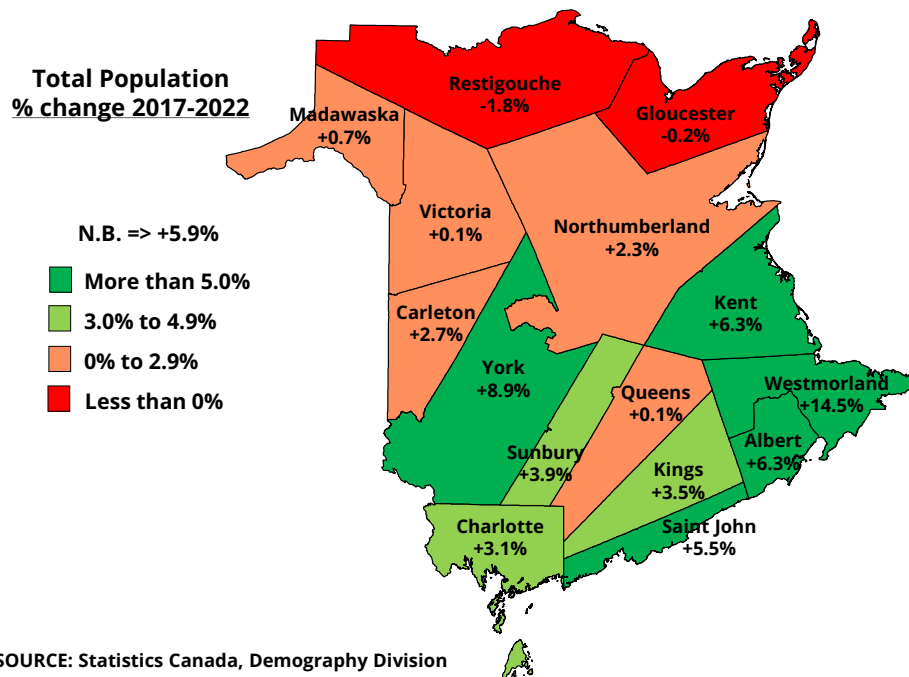 Total Population
% change 2017-2022
Restigouche
-1.8%
Gloucester
-0.2%
Madawaska
+0.7%
Victoria
+0.1%
Northumberland
+2.3%
N.B. => +5.9%
More than 5.0%
3.0% to 4.9%
0% to 2.9%
Less than 0%
Carleton
+2.7%
Kent
+6.3%
York
+8.9%
Queens
+0.1%
Westmorland
+14.5%
Albert
+6.3%
Sunbury
+3.9%
Kings
+3.5%
Charlotte
+3.1%
Saint John
+5.5%
SOURCE: Statistics Canada, Demography Division